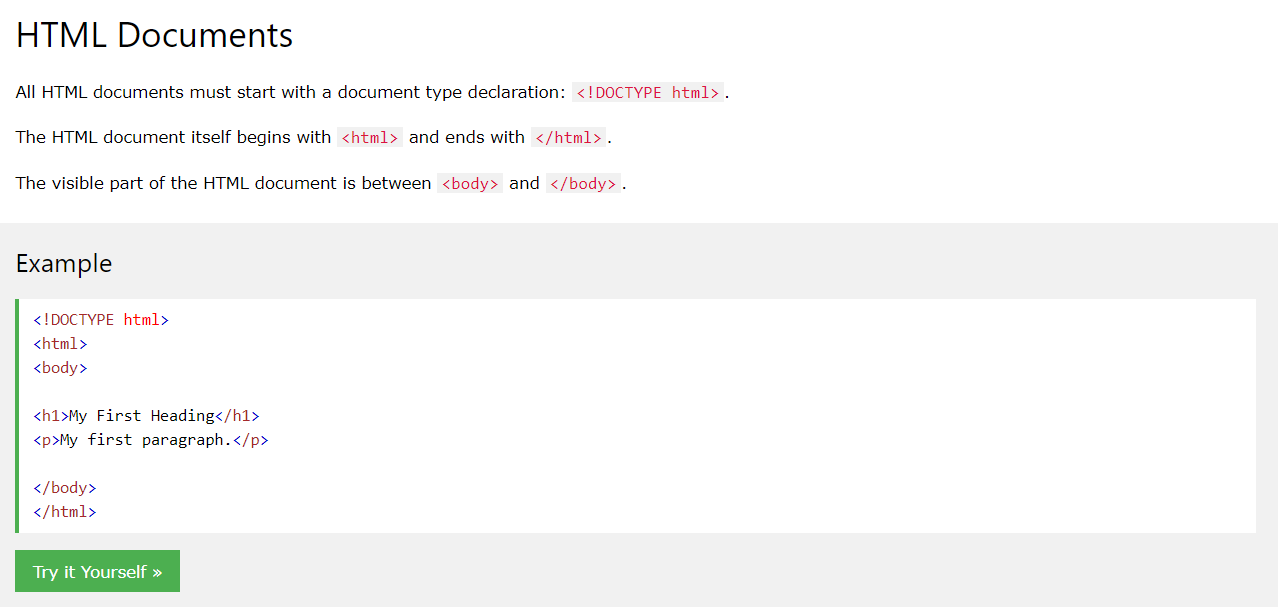 HTML Documents
All HTML documents must start with a document type declaration: <!DOCTYPE html>.
The HTML document itself begins with <html> and ends with </html>.
The visible part of the HTML document is between <body> and </body>.
Example
<!DOCTYPE html>
<html>
<body>
<h1>My First Heading</h1>
<p>My first paragraph.</p>
</body>
</html>
Try it Yourself »